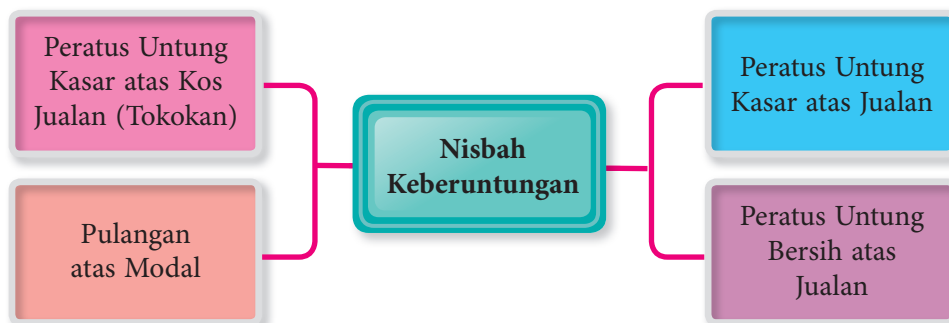 Peratus Untung
Kasar atas Kos
Jualan (Tokokan)
Pulangan
atas Modal
Nisbah
Keberuntungan
Peratus Untung
Kasar atas Jualan
Peratus Untung
Bersih atas
Jualan